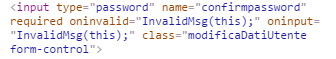 <input type="password" name="confirmpassword"
required oninvalid="InvalidMsg(this);" oninput=
"InvalidMsg(this);" class="modificaDatiUtente
form-control">